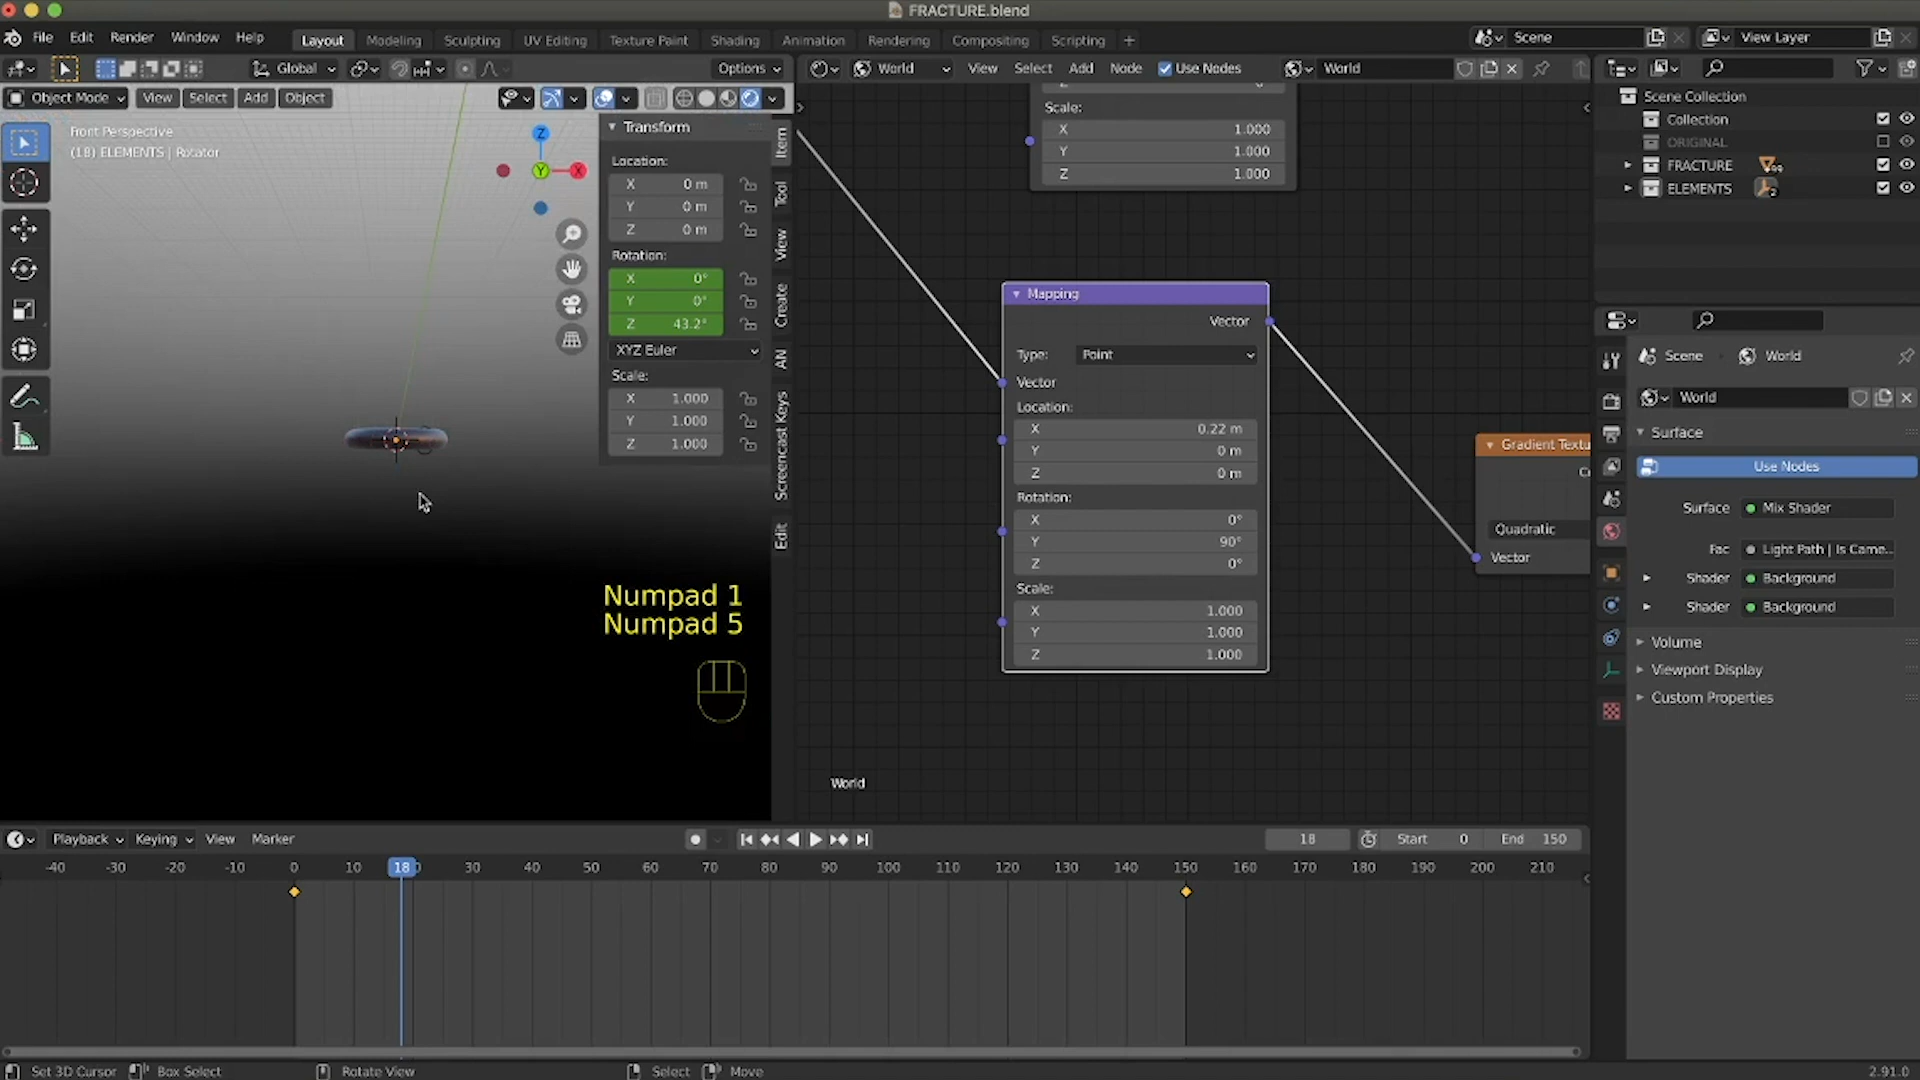 FRACTURE.blend
File Edit Render Window Help Layout Modeling Sculpting UV Editing Texture Paint Shading Animation Rendering Compositing Scripting + Scene View Layer
Global Options World View Select Add Node Use Nodes World
Object Mode View Select Add Object
Front Perspective
(18) ELEMENTS | Rotator
Z
Y
X
Transform
Location:
X 0 m
Y 0 m
Z 0 m
Rotation:
X 0°
Y 0°
Z 43.2°
XYZ Euler
Scale:
X 1.000
Y 1.000
Z 1.000
Item
Tool
View
Create
AN
Screencast Keys
Edit
Numpad 1
Numpad 5
Scale:
X 1.000
Y 1.000
Z 1.000
Mapping
Vector
Type: Point
Vector
Location:
X 0.22 m
Y 0 m
Z 0 m
Rotation:
X 0°
Y 90°
Z 0°
Scale:
X 1.000
Y 1.000
Z 1.000
Gradient Textu
Quadratic
Vector
World
Scene Collection
Collection
ORIGINAL
FRACTURE
ELEMENTS
Scene World
World
Surface
Use Nodes
Surface Mix Shader
Fac Light Path | Is Came...
Shader Background
Shader Background
Volume
Viewport Display
Custom Properties
Playback Keying View Marker 18 Start 0 End 150
-40 -30 -20 -10 0 10 18 30 40 50 60 70 80 90 100 110 120 130 140 150 160 170 180 190 200 210
Set 3D Cursor Box Select Rotate View Select Move 2.91.0